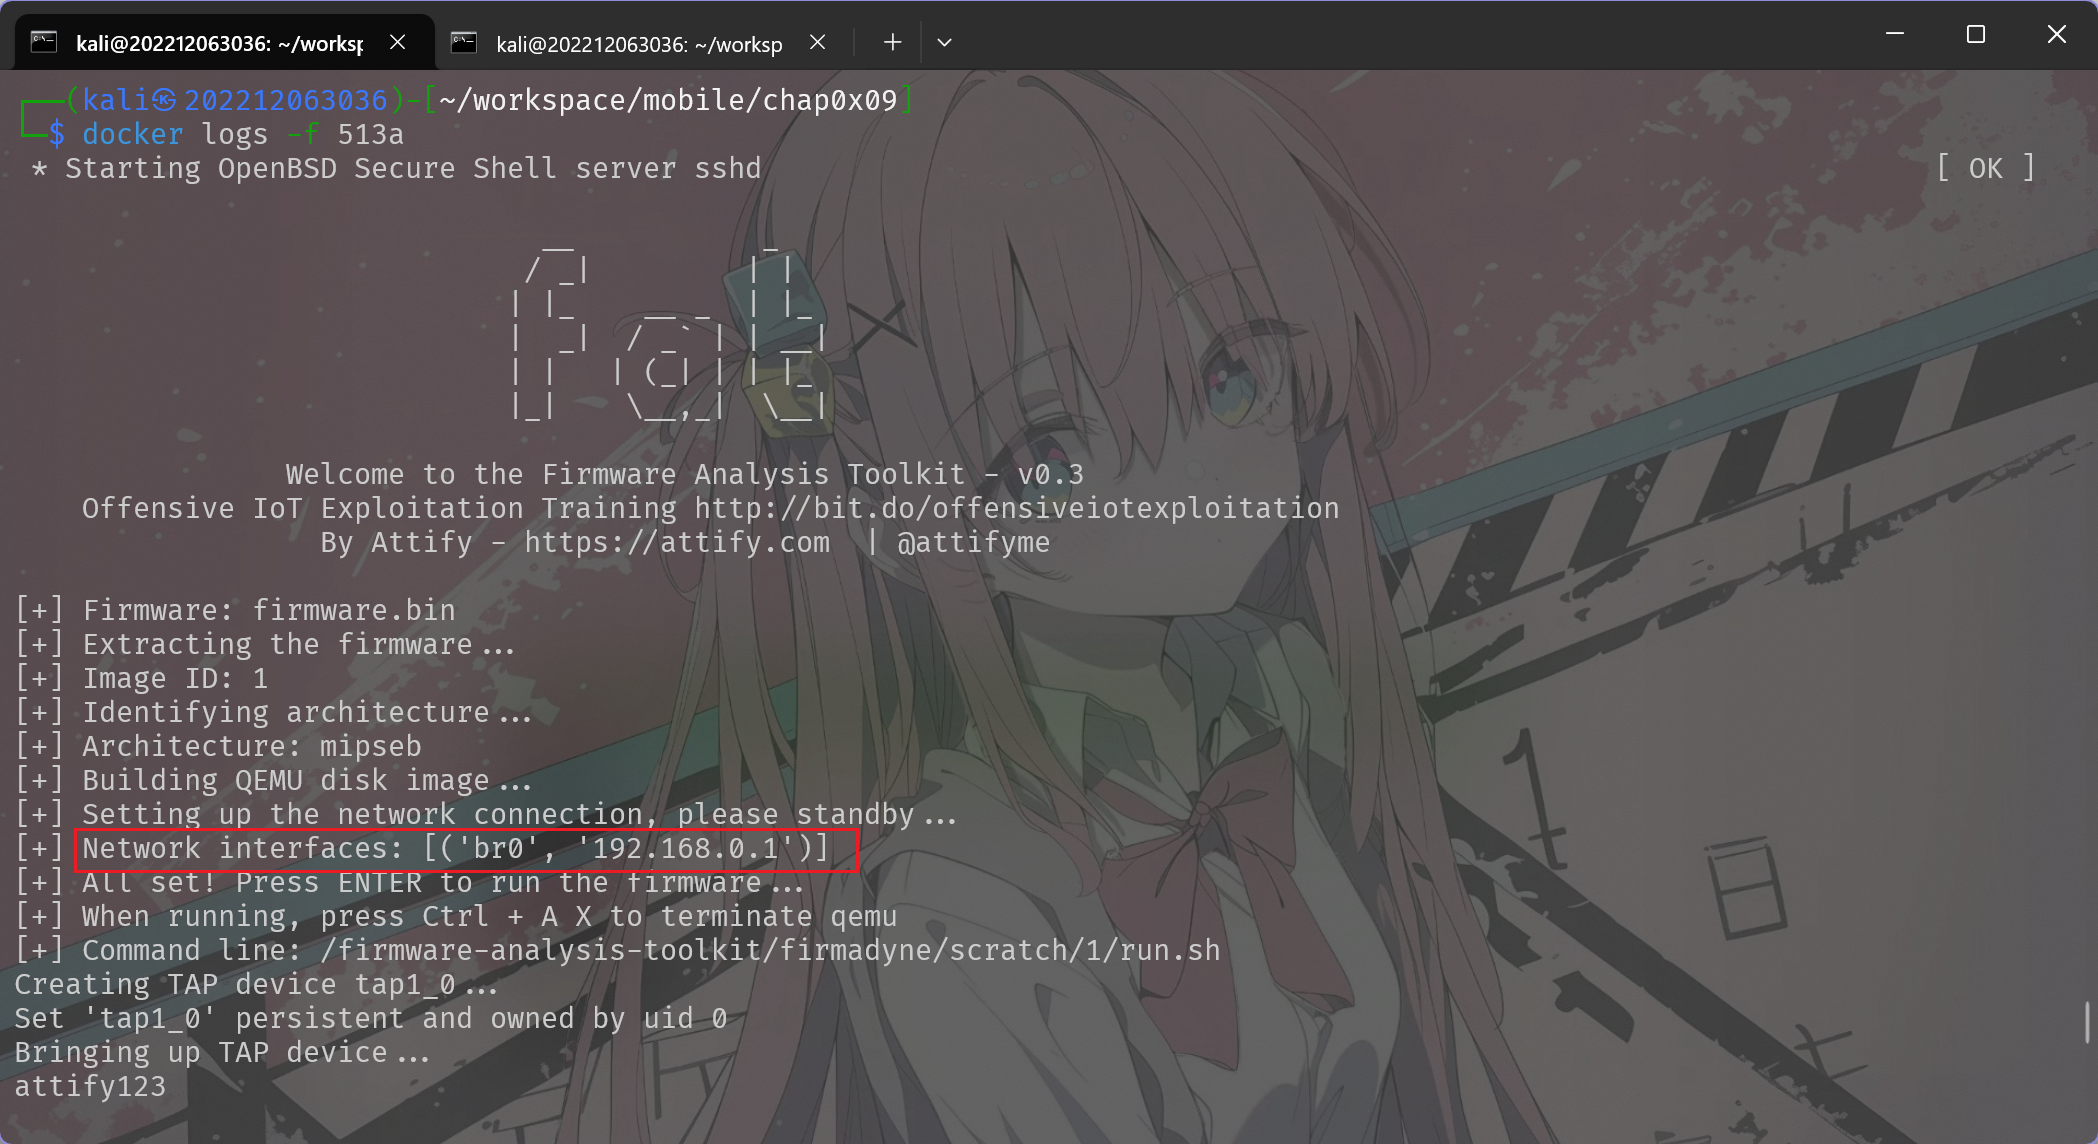 kali@202212063036: ~/worksp
kali@202212063036: ~/worksp
(kali㉿202212063036)-[~/workspace/mobile/chap0x09]
$ docker logs -f 513a
* Starting OpenBSD Secure Shell server sshd [ OK ]
  __           _
 / _|         | |
| |_    __ _  | |_
|  _|  / _` | | __|
| |   | (_| | | |_
|_|    \__,_|  \__|
Welcome to the Firmware Analysis Toolkit - v0.3
Offensive IoT Exploitation Training http://bit.do/offensiveiotexploitation
By Attify - https://attify.com | @attifyme
[+] Firmware: firmware.bin
[+] Extracting the firmware...
[+] Image ID: 1
[+] Identifying architecture...
[+] Architecture: mipseb
[+] Building QEMU disk image...
[+] Setting up the network connection, please standby...
[+] Network interfaces: [('br0', '192.168.0.1')]
[+] All set! Press ENTER to run the firmware...
[+] When running, press Ctrl + A X to terminate qemu
[+] Command line: /firmware-analysis-toolkit/firmadyne/scratch/1/run.sh
Creating TAP device tap1_0...
Set 'tap1_0' persistent and owned by uid 0
Bringing up TAP device...
attify123